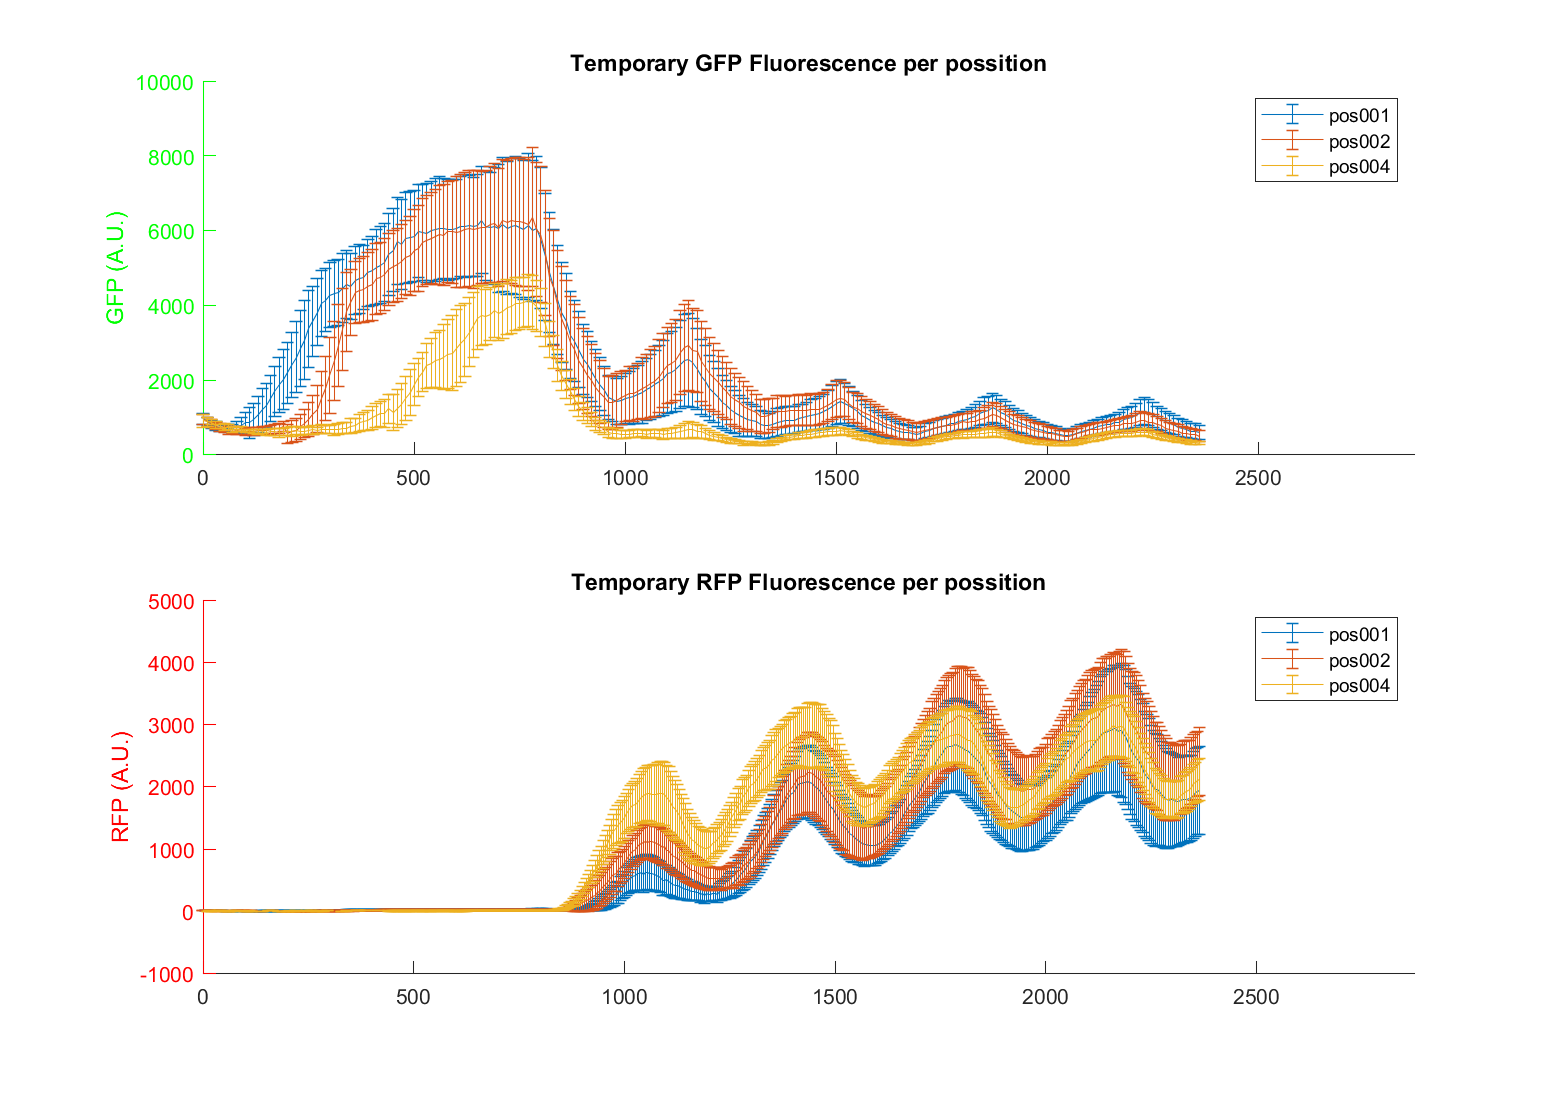 Temporary GFP Fluorescence per possition
10000
8000
6000
4000
2000
0
GFP (A.U.)
0 500 1000 1500 2000 2500
pos001
pos002
pos004
Temporary RFP Fluorescence per possition
5000
4000
3000
2000
1000
0
-1000
RFP (A.U.)
0 500 1000 1500 2000 2500
pos001
pos002
pos004